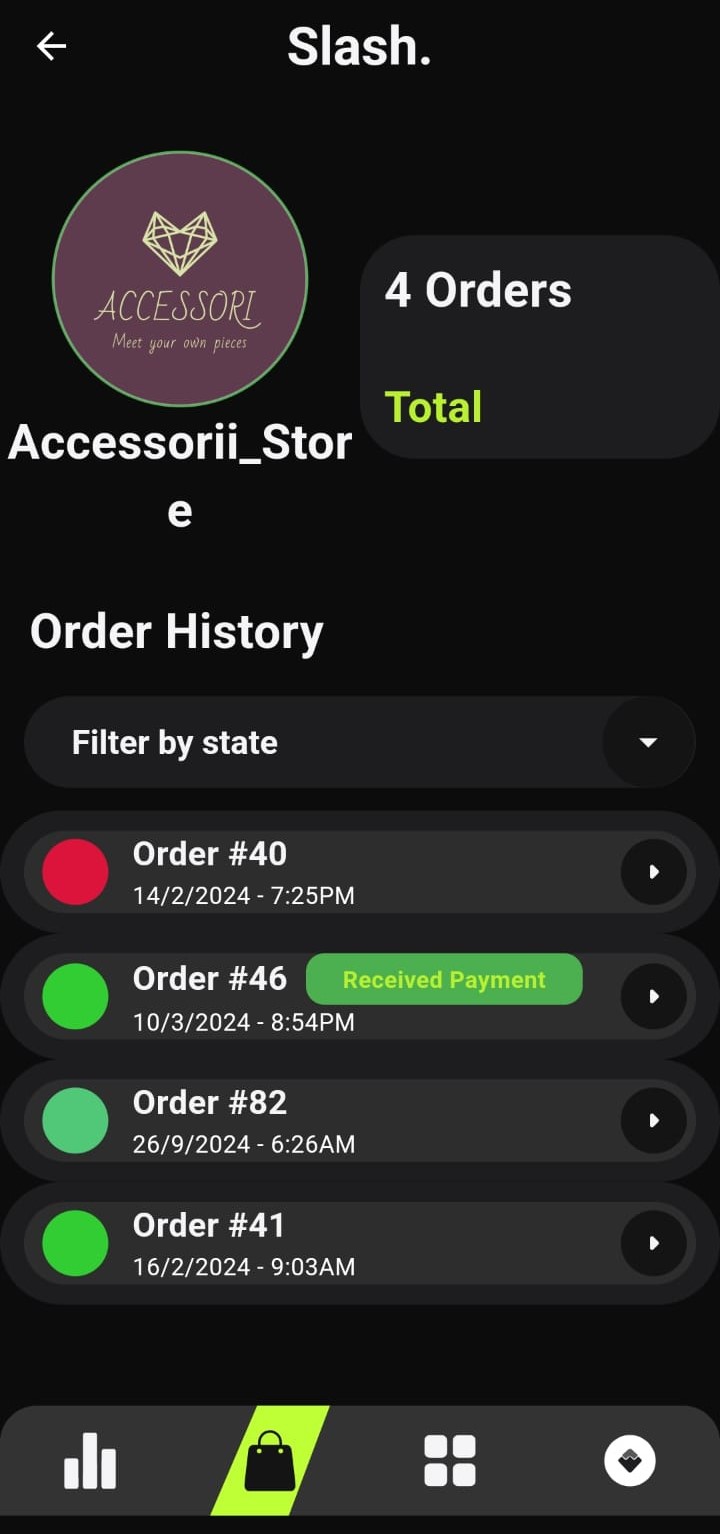 Slash.
ACCESSORI
Meet your own pieces
Accessorii_Stor
e
4 Orders
Total
Order History
Filter by state
Order #40
14/2/2024 - 7:25PM
Order #46
Received Payment
10/3/2024 - 8:54PM
Order #82
26/9/2024 - 6:26AM
Order #41
16/2/2024 - 9:03AM